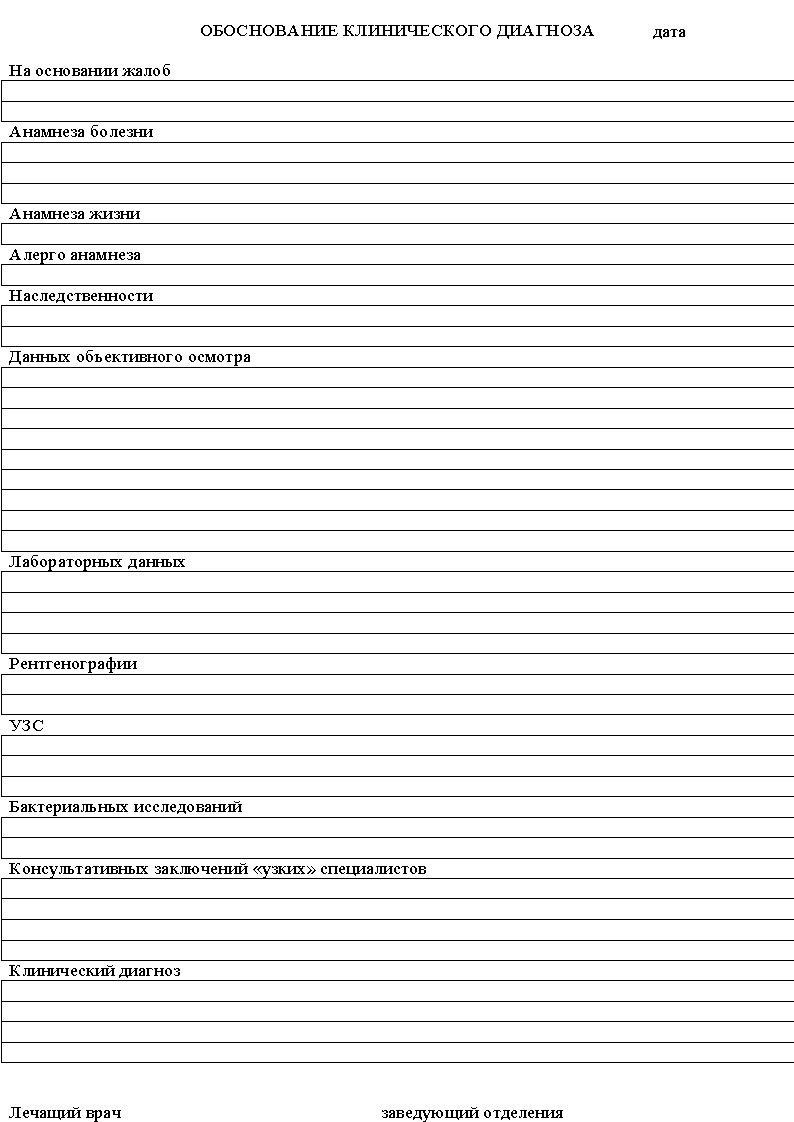 ОБОСНОВАНИЕ КЛИНИЧЕСКОГО ДИАГНОЗА дата
На основании жалоб
Анамнеза болезни
Анамнеза жизни
Алерго анамнеза
Наследственности
Данных объективного осмотра
Лабораторных данных
Рентгенографии
УЗС
Бактериальных исследований
Консультативных заключений «узких» специалистов
Клинический диагноз
Лечащий врач заведующий отделения